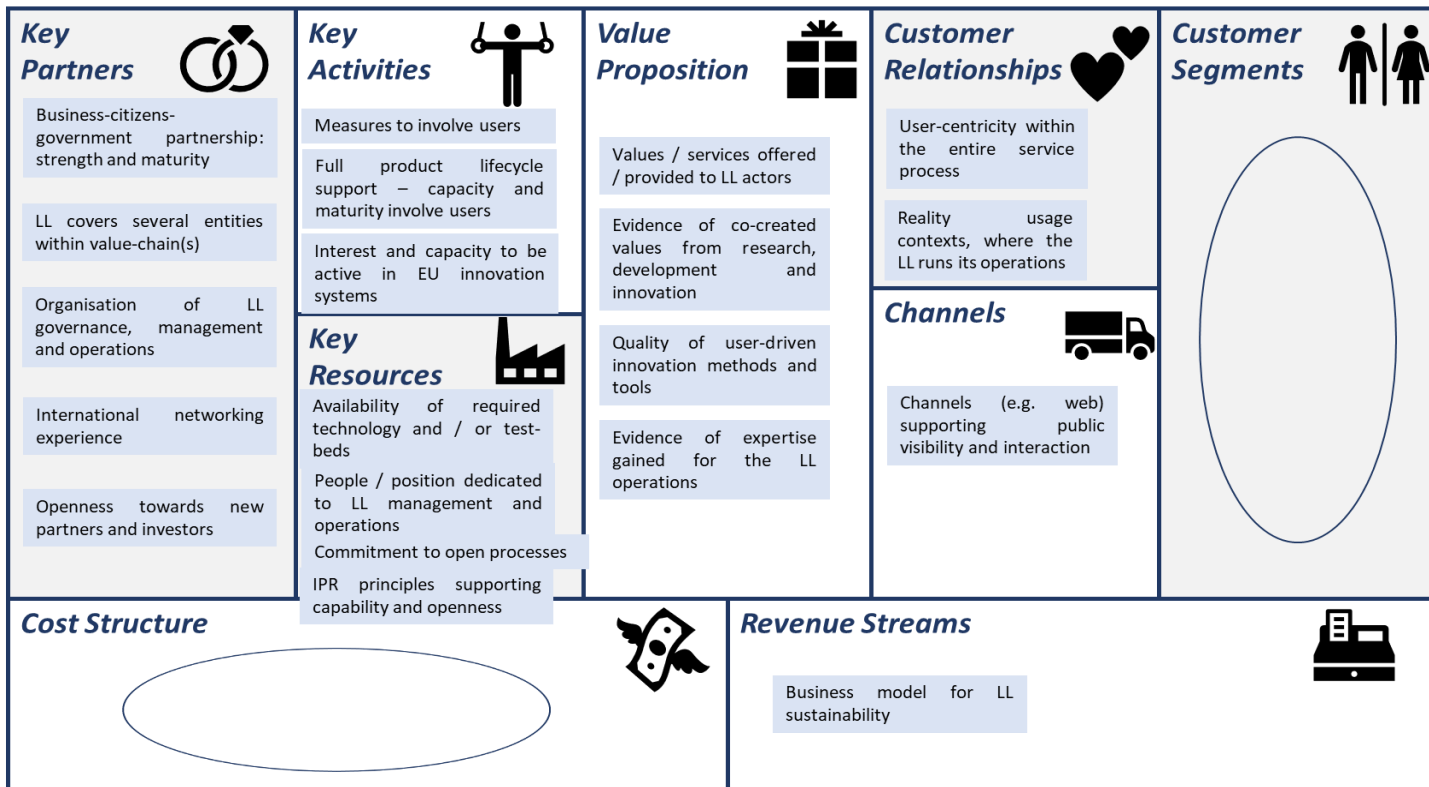 Key
Partners
Business-citizens-
government partnership:
strength and maturity
LL covers several entities
within value-chain(s)
Organisation of LL
governance, management
and operations
International networking
experience
Openness towards new
partners and investors
Key
Activities
Measures to involve users
Full product lifecycle
support – capacity and
maturity involve users
Interest and capacity to be
active in EU innovation
systems
Key
Resources
Availability of required
technology and / or test-
beds
People / position dedicated
to LL management and
operations
Commitment to open processes
IPR principles supporting
capability and openness
Value
Proposition
Values / services offered
/ provided to LL actors
Evidence of co-created
values from research,
development and
innovation
Quality of user-driven
innovation methods and
tools
Evidence of expertise
gained for the LL
operations
Customer
Relationships
User-centricity within
the entire service
process
Reality usage
contexts, where the
LL runs its operations
Channels
Channels (e.g. web)
supporting public
visibility and interaction
Customer
Segments
Cost Structure
Revenue Streams
Business model for LL
sustainability